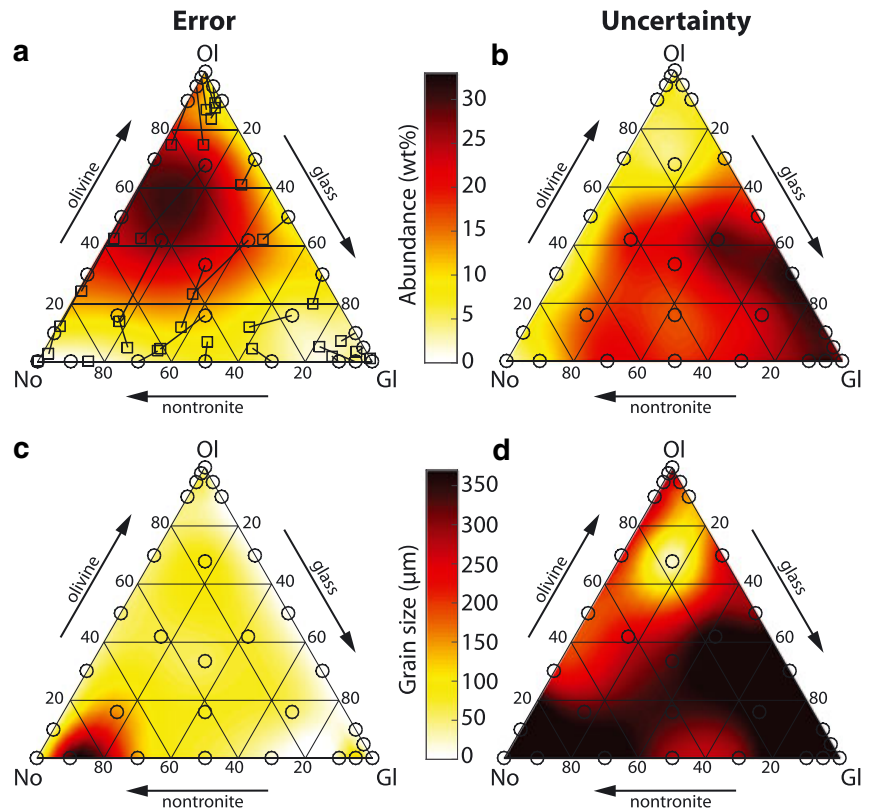 Error
Uncertainty
a
Ol
b
Ol
80
20
olivine
glass
60
40
40
60
20
80
No
80
60
40
20
Gl
nontronite
Abundance (wt%)
30
25
20
15
10
5
0
80
20
olivine
glass
60
40
40
60
20
80
No
80
60
40
20
Gl
nontronite
c
Ol
d
Ol
80
20
olivine
glass
60
40
40
60
20
80
No
80
60
40
20
Gl
nontronite
Grain size (µm)
350
300
250
200
150
100
50
0
80
20
olivine
glass
60
40
40
60
20
80
No
80
60
40
20
Gl
nontronite